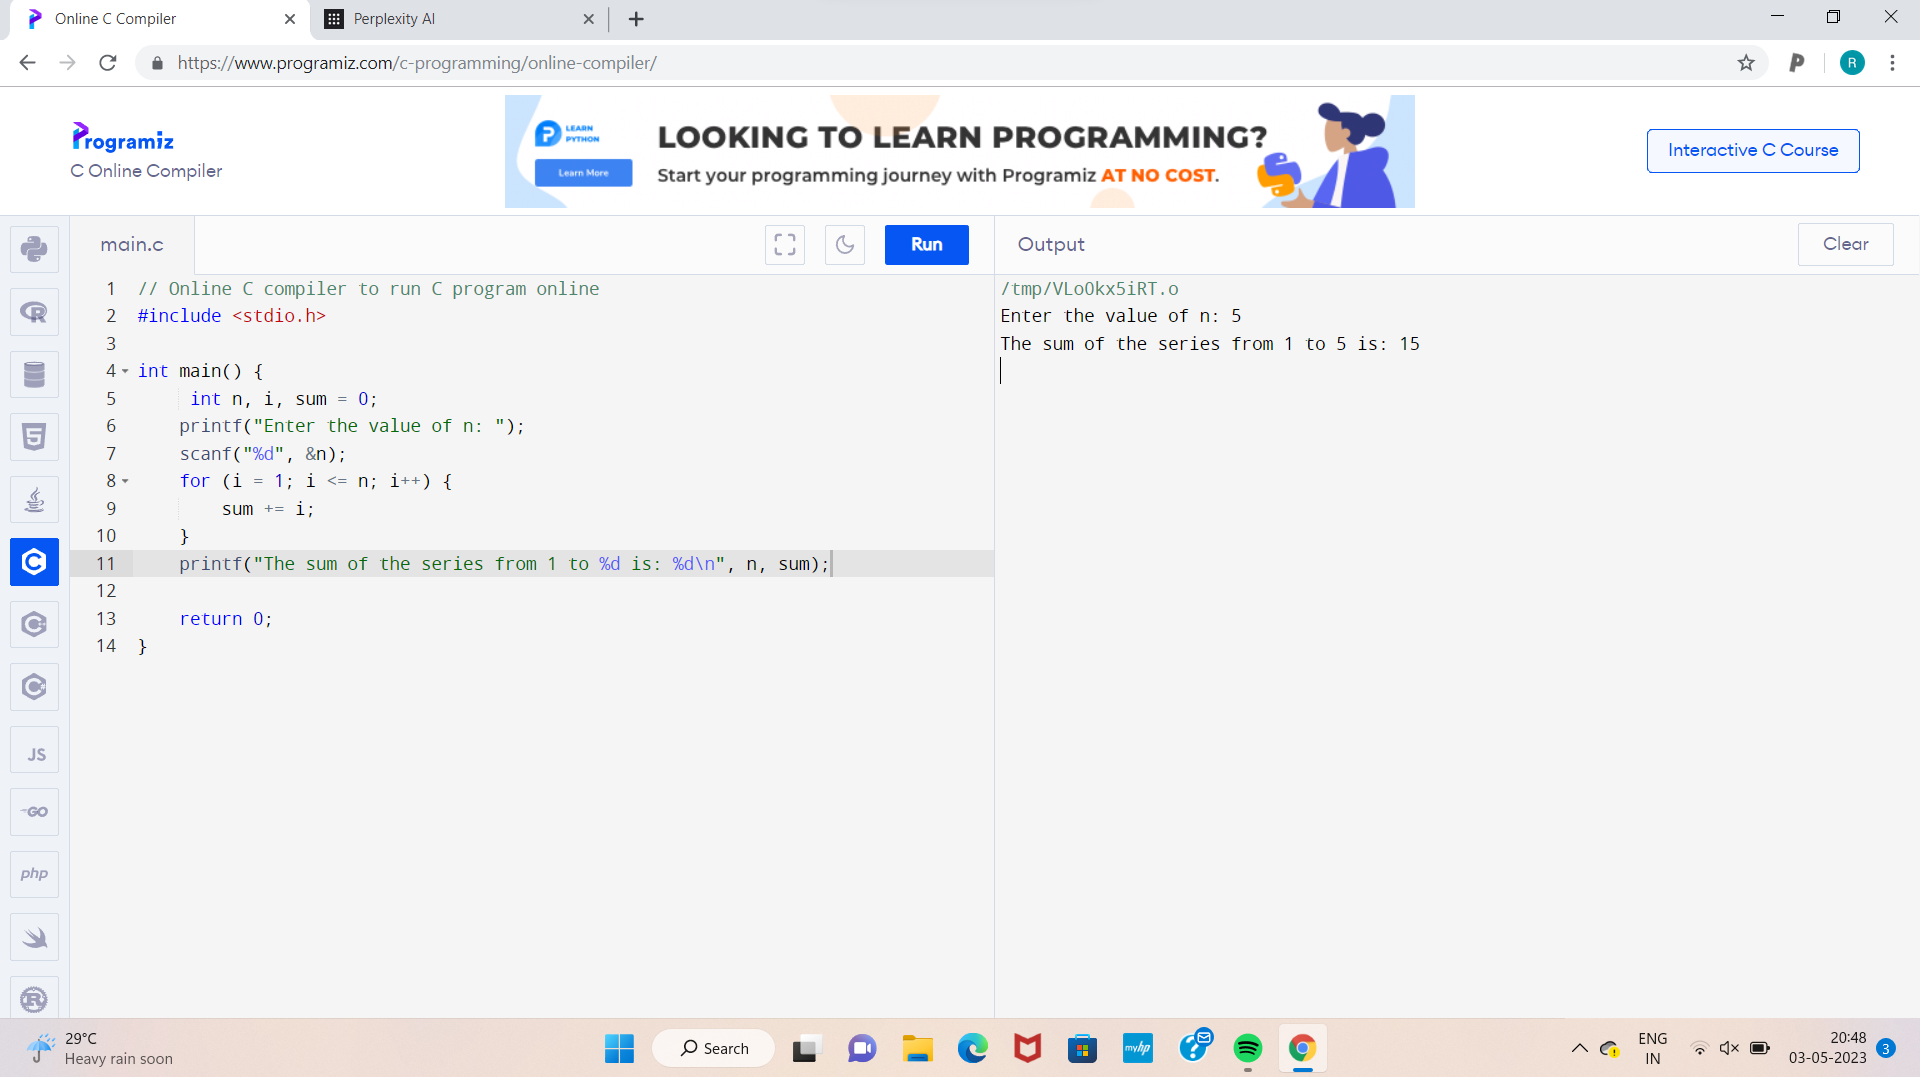 Online C Compiler
Perplexity AI
https://www.programiz.com/c-programming/online-compiler/
R
Programiz
C Online Compiler
LEARN
PYTHON
Learn More
LOOKING TO LEARN PROGRAMMING?
Start your programming journey with Programiz AT NO COST.
Interactive C Course
main.c
Run
Output
Clear
1 // Online C compiler to run C program online
2 #include <stdio.h>
3
4 int main() {
5 int n, i, sum = 0;
6 printf("Enter the value of n: ");
7 scanf("%d", &n);
8 for (i = 1; i <= n; i++) {
9 sum += i;
10 }
11 printf("The sum of the series from 1 to %d is: %d\n", n, sum);
12
13 return 0;
14 }
/tmp/VLoOkx5iRT.o
Enter the value of n: 5
The sum of the series from 1 to 5 is: 15
JS
GO
php
29°C
Heavy rain soon
Search
myhp
ENG
IN
20:48
03-05-2023
3